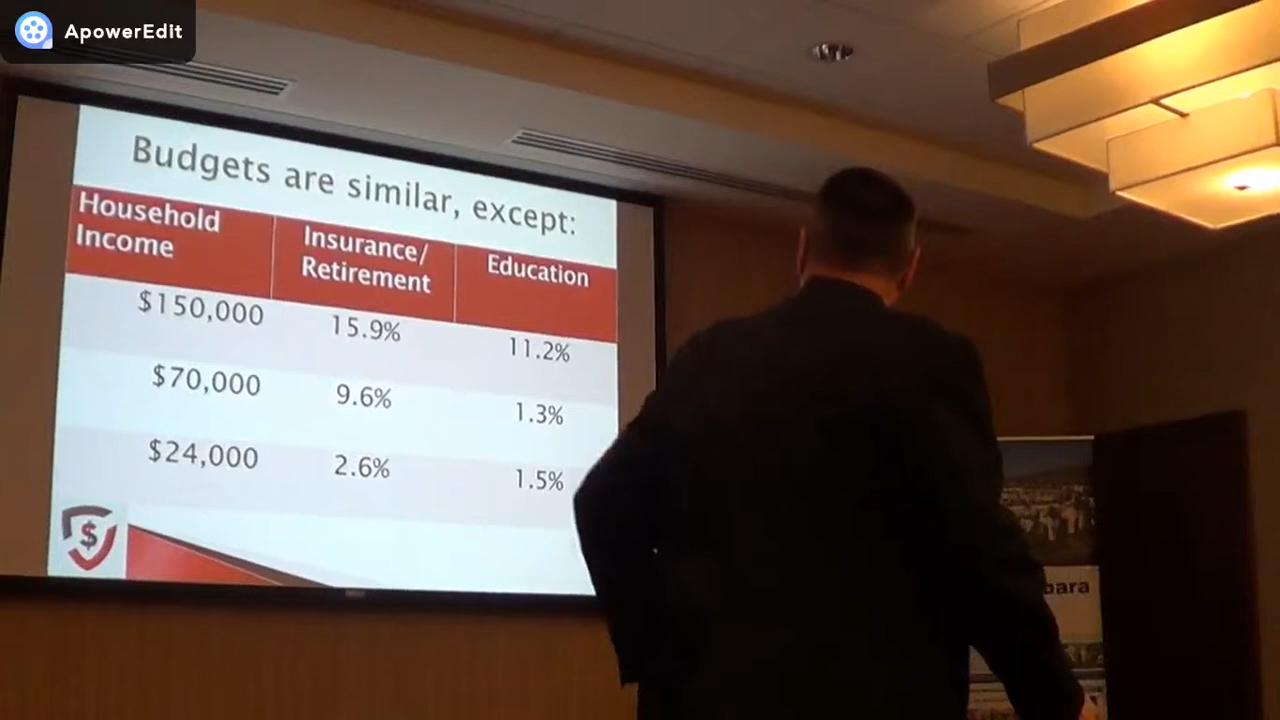 ApowerEdit
Budgets are similar, except:
Household
Income
Insurance/
Retirement
Education
$150,000
15.9%
11.2%
$70,000
9.6%
1.3%
$24,000
2.6%
1.5%
$
bara